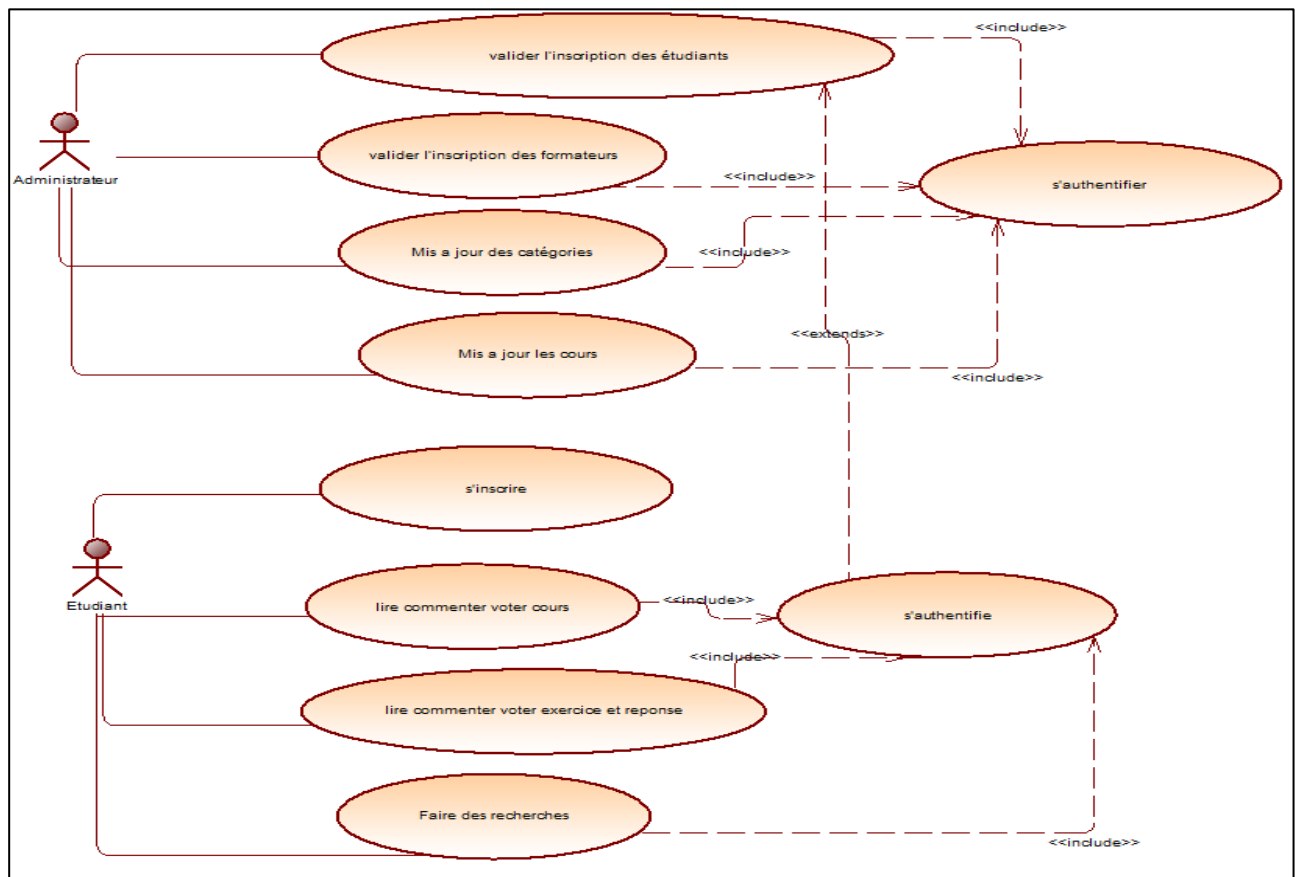 <<include>>
valider l'inscription des étudiants
valider l'inscription des formateurs
Administrateur
<<include>>
s'authentifier
Mis a jour des catégories
<<include>>
<<extends>>
Mis a jour les cours
<<include>>
s'inscrire
Etudiant
lire commenter voter cours
<<include>>
s'authentifie
<<include>>
lire commenter voter exercice et reponse
Faire des recherches
<<include>>